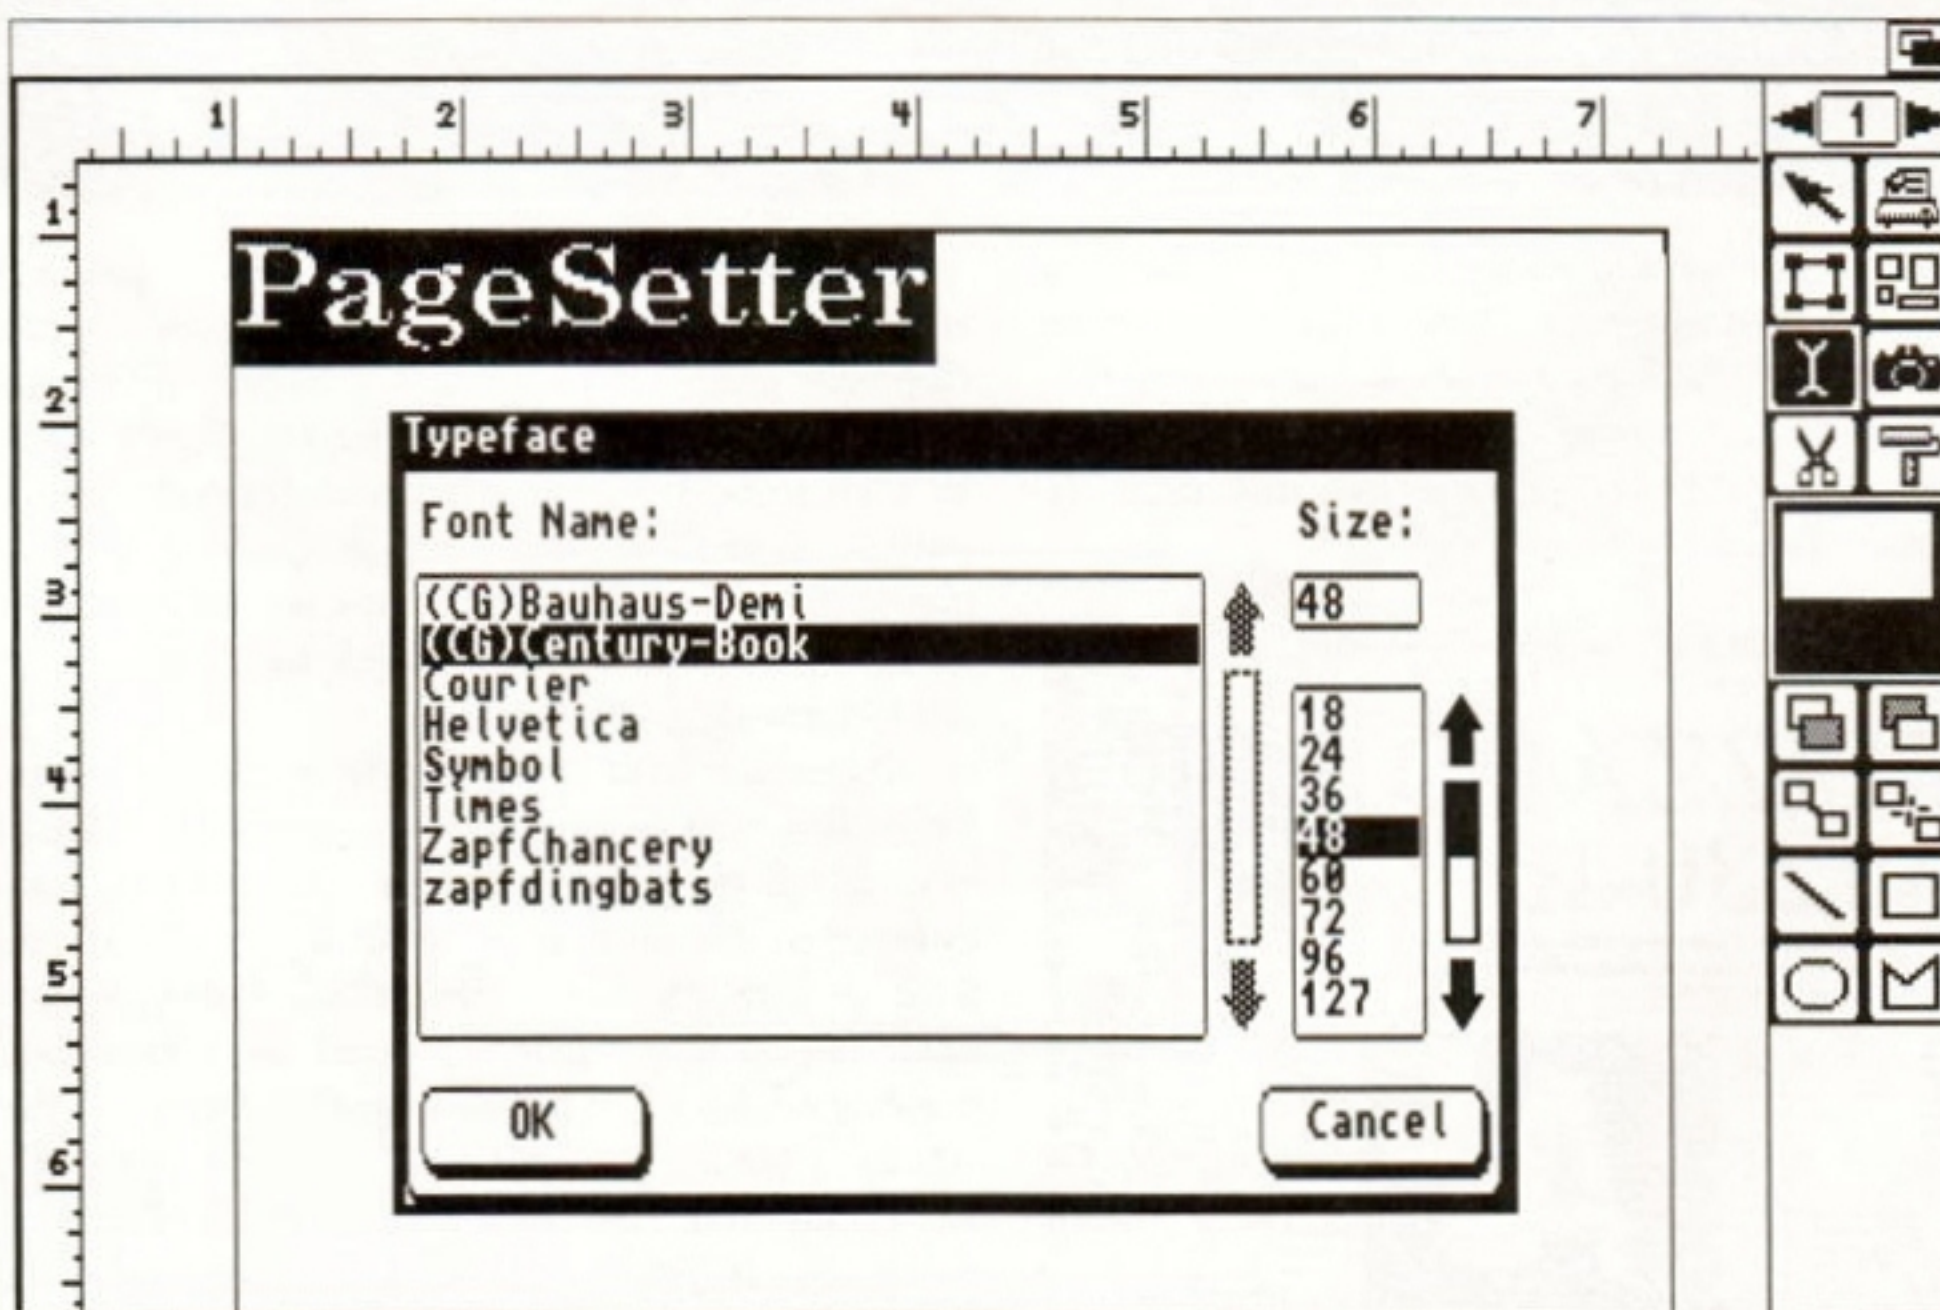 1 2 3 4 5 6 7
1
1
2
3
4
5
6
PageSetter
Typeface
Font Name: Size:
(CG)Bauhaus-Demi
(CG)Century-Book
Courier
Helvetica
Symbol
Times
ZapfChancery
zapfdingbats
48
18
24
36
48
60
72
96
127
OK Cancel